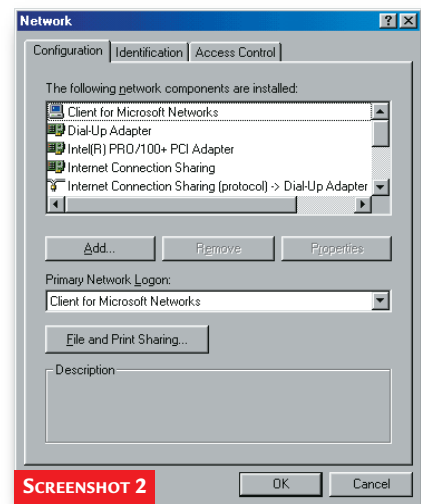 Network
Configuration Identification Access Control
The following network components are installed:
Client for Microsoft Networks
Dial-Up Adapter
Intel(R) PRO/100+ PCI Adapter
Internet Connection Sharing
Internet Connection Sharing (protocol) -> Dial-Up Adapter
Add... Remove Properties
Primary Network Logon:
Client for Microsoft Networks
File and Print Sharing...
Description
SCREENSHOT 2
OK Cancel